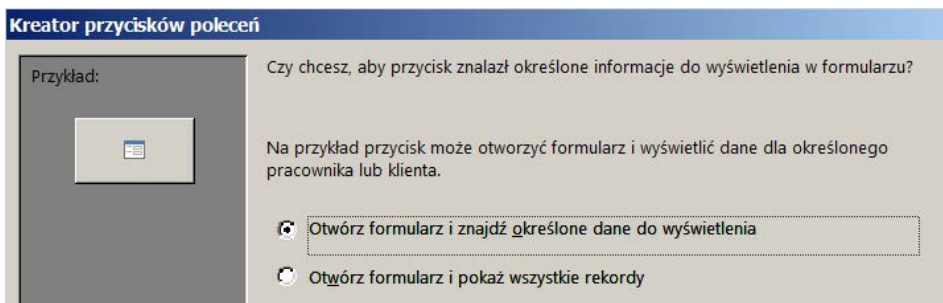 Kreator przycisków poleceń
Przykład:
Czy chcesz, aby przycisk znalazł określone informacje do wyświetlenia w formularzu?
Na przykład przycisk może otworzyć formularz i wyświetlić dane dla określonego
pracownika lub klienta.
Otwórz formularz i znajdź określone dane do wyświetlenia
Otwórz formularz i pokaż wszystkie rekordy